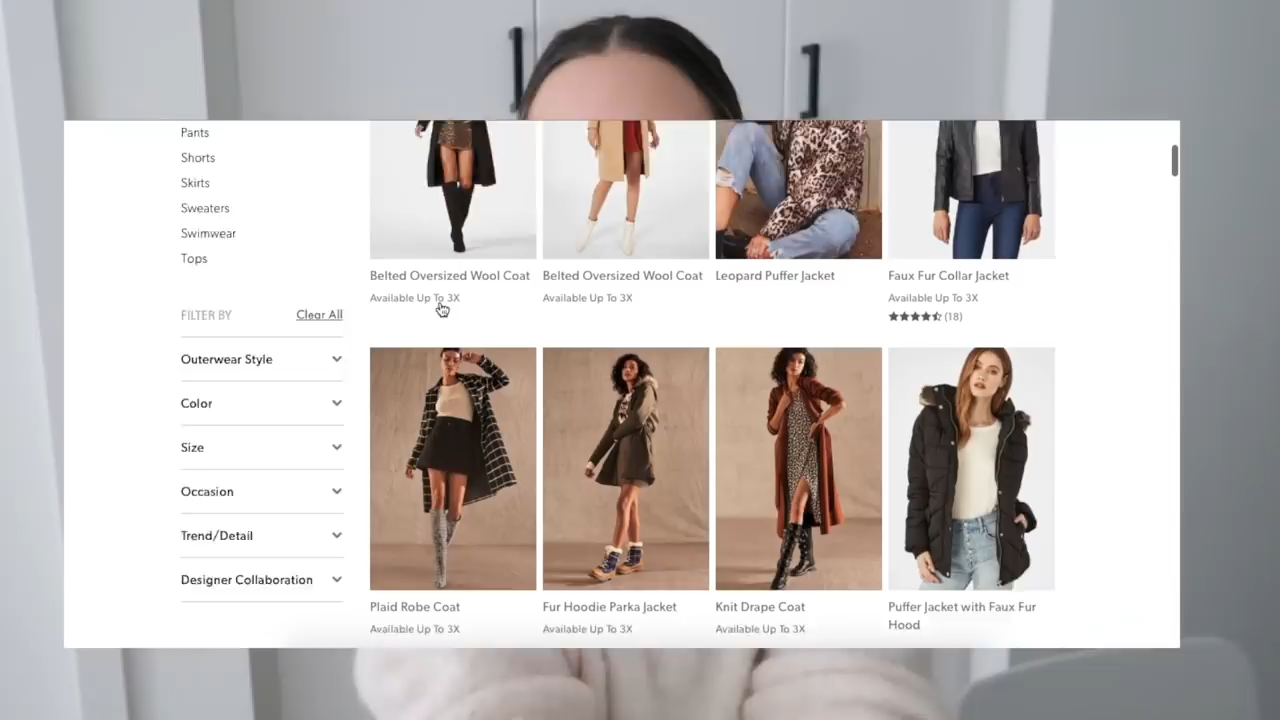 Pants
Shorts
Skirts
Sweaters
Swimwear
Tops
FILTER BY Clear All
Outerwear Style
Color
Size
Occasion
Trend/Detail
Designer Collaboration
Belted Oversized Wool Coat
Available Up To 3X
Belted Oversized Wool Coat
Available Up To 3X
Leopard Puffer Jacket
Faux Fur Collar Jacket
Available Up To 3X
(18)
Plaid Robe Coat
Available Up To 3X
Fur Hoodie Parka Jacket
Available Up To 3X
Knit Drape Coat
Available Up To 3X
Puffer Jacket with Faux Fur
Hood